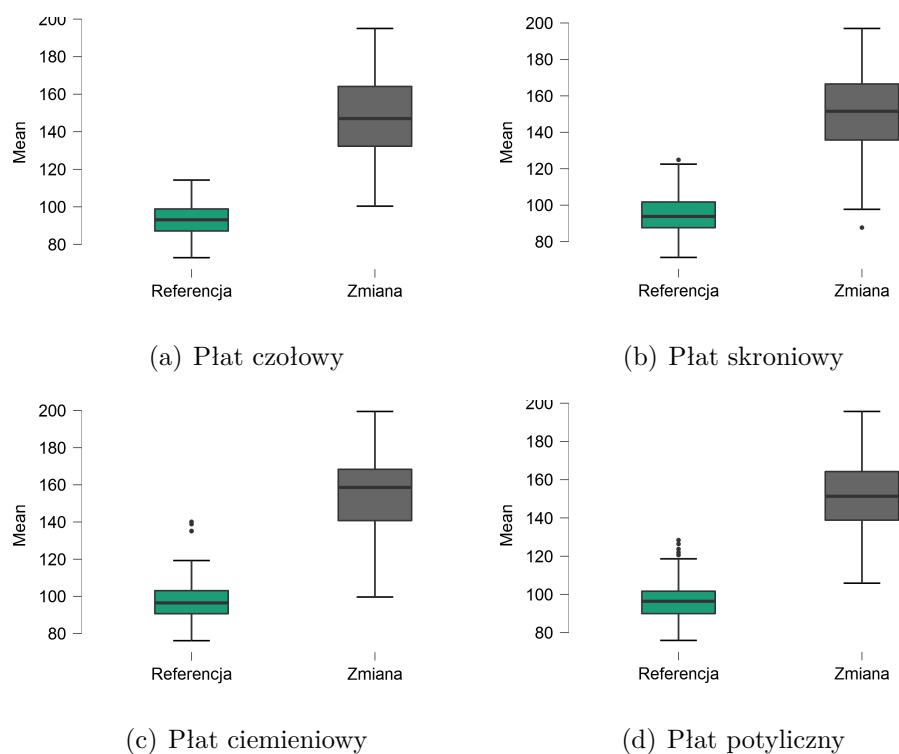 200
180
160
140
120
100
80
Mean
Referencja
Zmiana
(a) Płat czołowy
200
180
160
140
120
100
80
Mean
Referencja
Zmiana
(b) Płat skroniowy
200
180
160
140
120
100
80
Mean
Referencja
Zmiana
(c) Płat ciemieniowy
200
180
160
140
120
100
80
Mean
Referencja
Zmiana
(d) Płat potyliczny